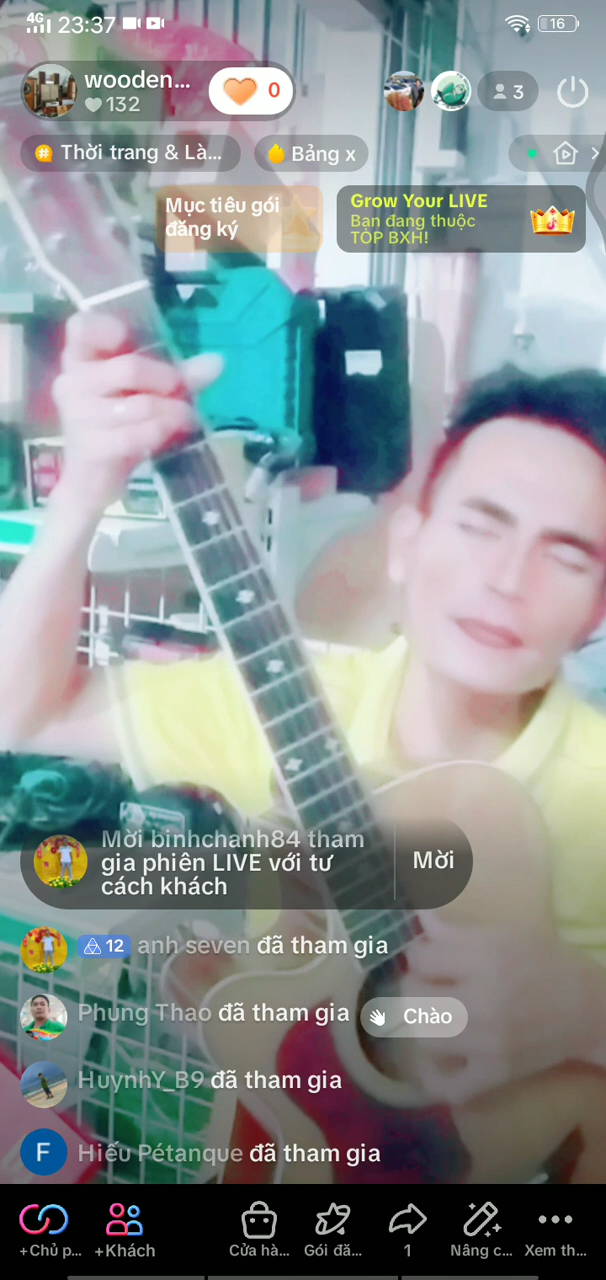 4G 23:37 16
wooden...
132
0
3
Thời trang & Là...
Bảng x
Mục tiêu gói
đăng ký
Grow Your LIVE
Bạn đang thuộc
TOP BXH!
Mời binhchanh84 tham
gia phiên LIVE với tư
cách khách
Mời
12 anh seven đã tham gia
Phụng Thao đã tham gia
Chào
HuynhY_B9 đã tham gia
F
Hiếu Pétanque đã tham gia
+Chủ p...
+Khách
Cửa hà...
Gói đă...
1
Nâng c...
Xem th...